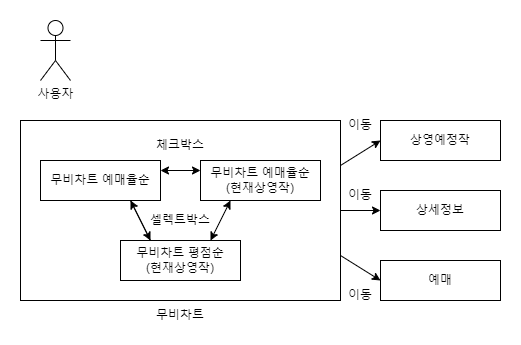 사용자
체크박스
이동
상영예정작
무비차트 예매율순
무비차트 예매율순
(현재상영작)
이동
상세정보
셀렉트박스
무비차트 평점순
(현재상영작)
이동
예매
무비차트